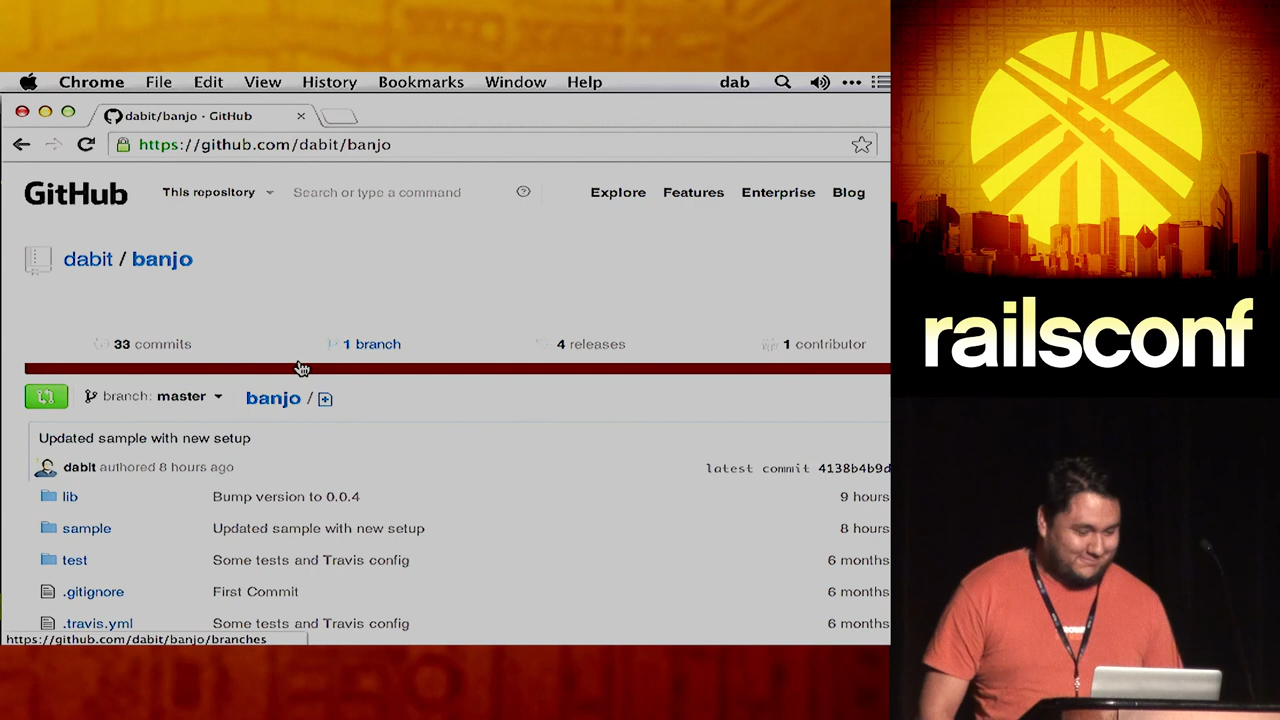 Chrome File Edit View History Bookmarks Window Help dab
dabit/banjo · GitHub
https://github.com/dabit/banjo
GitHub This repository Search or type a command Explore Features Enterprise Blog
dabit / banjo
33 commits 1 branch 4 releases 1 contributor
branch: master banjo /
Updated sample with new setup
dabit authored 8 hours ago latest commit 4138b4b9d
lib Bump version to 0.0.4 9 hours
sample Updated sample with new setup 8 hours
test Some tests and Travis config 6 months
.gitignore First Commit 6 months
.travis.yml Some tests and Travis config 6 months
https://github.com/dabit/banjo/branches
railsconf